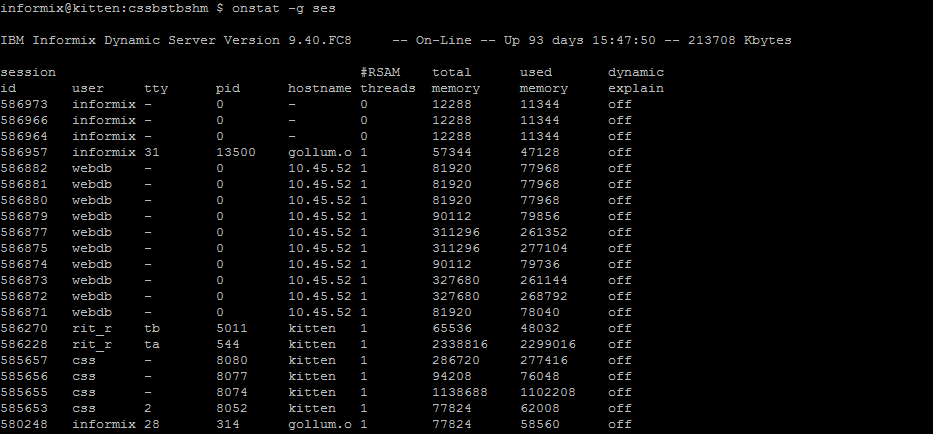 informix@kitten:cssbstbshm $ onstat -g ses
IBM Informix Dynamic Server Version 9.40.FC8     -- On-Line -- Up 93 days 15:47:50 -- 213708 Kbytes
session                                      #RSAM    total      used       dynamic
id       user     tty      pid      hostname threads  memory     memory     explain
586973   informix -        0        -        0        12288      11344      off
586966   informix -        0        -        0        12288      11344      off
586964   informix -        0        -        0        12288      11344      off
586957   informix 31       13500    gollum.o 1        57344      47128      off
586882   webdb    -        0        10.45.52 1        81920      77968      off
586881   webdb    -        0        10.45.52 1        81920      77968      off
586880   webdb    -        0        10.45.52 1        81920      77968      off
586879   webdb    -        0        10.45.52 1        90112      79856      off
586877   webdb    -        0        10.45.52 1        311296     261352     off
586875   webdb    -        0        10.45.52 1        311296     277104     off
586874   webdb    -        0        10.45.52 1        90112      79736      off
586873   webdb    -        0        10.45.52 1        327680     261144     off
586872   webdb    -        0        10.45.52 1        327680     268792     off
586871   webdb    -        0        10.45.52 1        81920      78040      off
586270   rit_r    tb       5011     kitten   1        65536      48032      off
586228   rit_r    ta       544      kitten   1        2338816    2299016    off
585657   css      -        8080     kitten   1        286720     277416     off
585656   css      -        8077     kitten   1        94208      76048      off
585655   css      -        8074     kitten   1        1138688    1102208    off
585653   css      2        8052     kitten   1        77824      62008      off
580248   informix 28       314      gollum.o 1        77824      58560      off